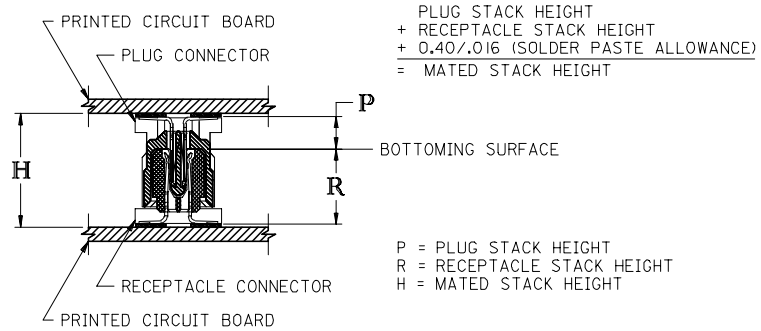 PRINTED CIRCUIT BOARD
PLUG CONNECTOR
PLUG STACK HEIGHT
+ RECEPTACLE STACK HEIGHT
+ 0.40/.016 (SOLDER PASTE ALLOWANCE)
= MATED STACK HEIGHT
P
H
BOTTOMING SURFACE
R
RECEPTACLE CONNECTOR
PRINTED CIRCUIT BOARD
P = PLUG STACK HEIGHT
R = RECEPTACLE STACK HEIGHT
H = MATED STACK HEIGHT